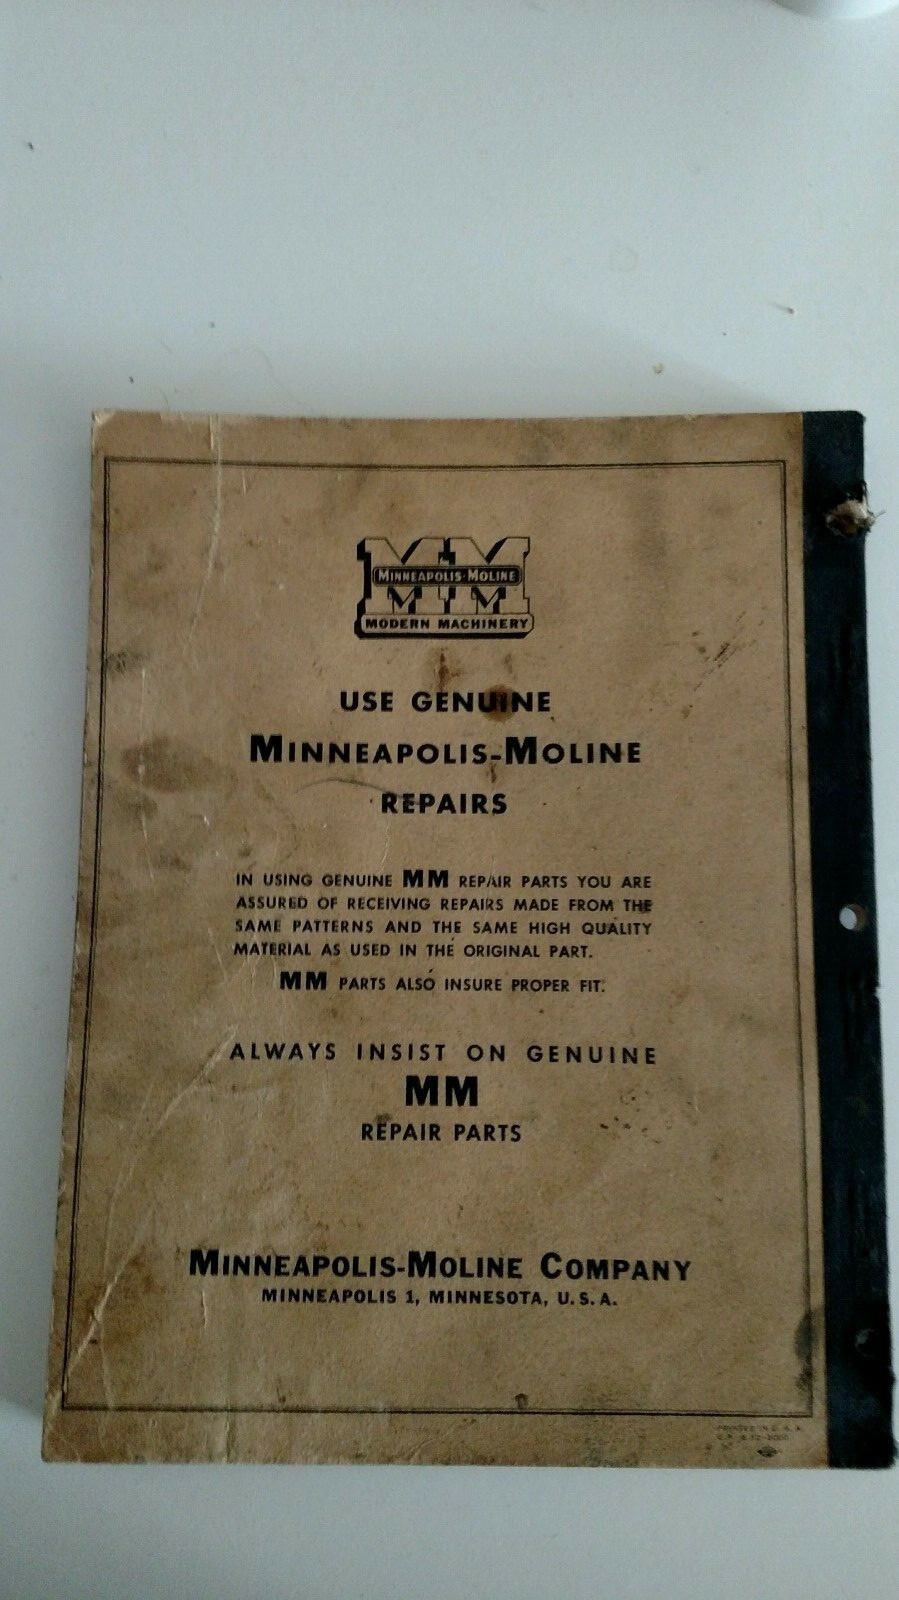 MM
MINNEAPOLIS-MOLINE
MODERN MACHINERY
USE GENUINE
MINNEAPOLIS-MOLINE
REPAIRS
IN USING GENUINE MM REPAIR PARTS YOU ARE
ASSURED OF RECEIVING REPAIRS MADE FROM THE
SAME PATTERNS AND THE SAME HIGH QUALITY
MATERIAL AS USED IN THE ORIGINAL PART.
MM PARTS ALSO INSURE PROPER FIT.
ALWAYS INSIST ON GENUINE
MM
REPAIR PARTS
MINNEAPOLIS-MOLINE COMPANY
MINNEAPOLIS 1, MINNESOTA, U.S.A.
PRINTED IN U.S.A.